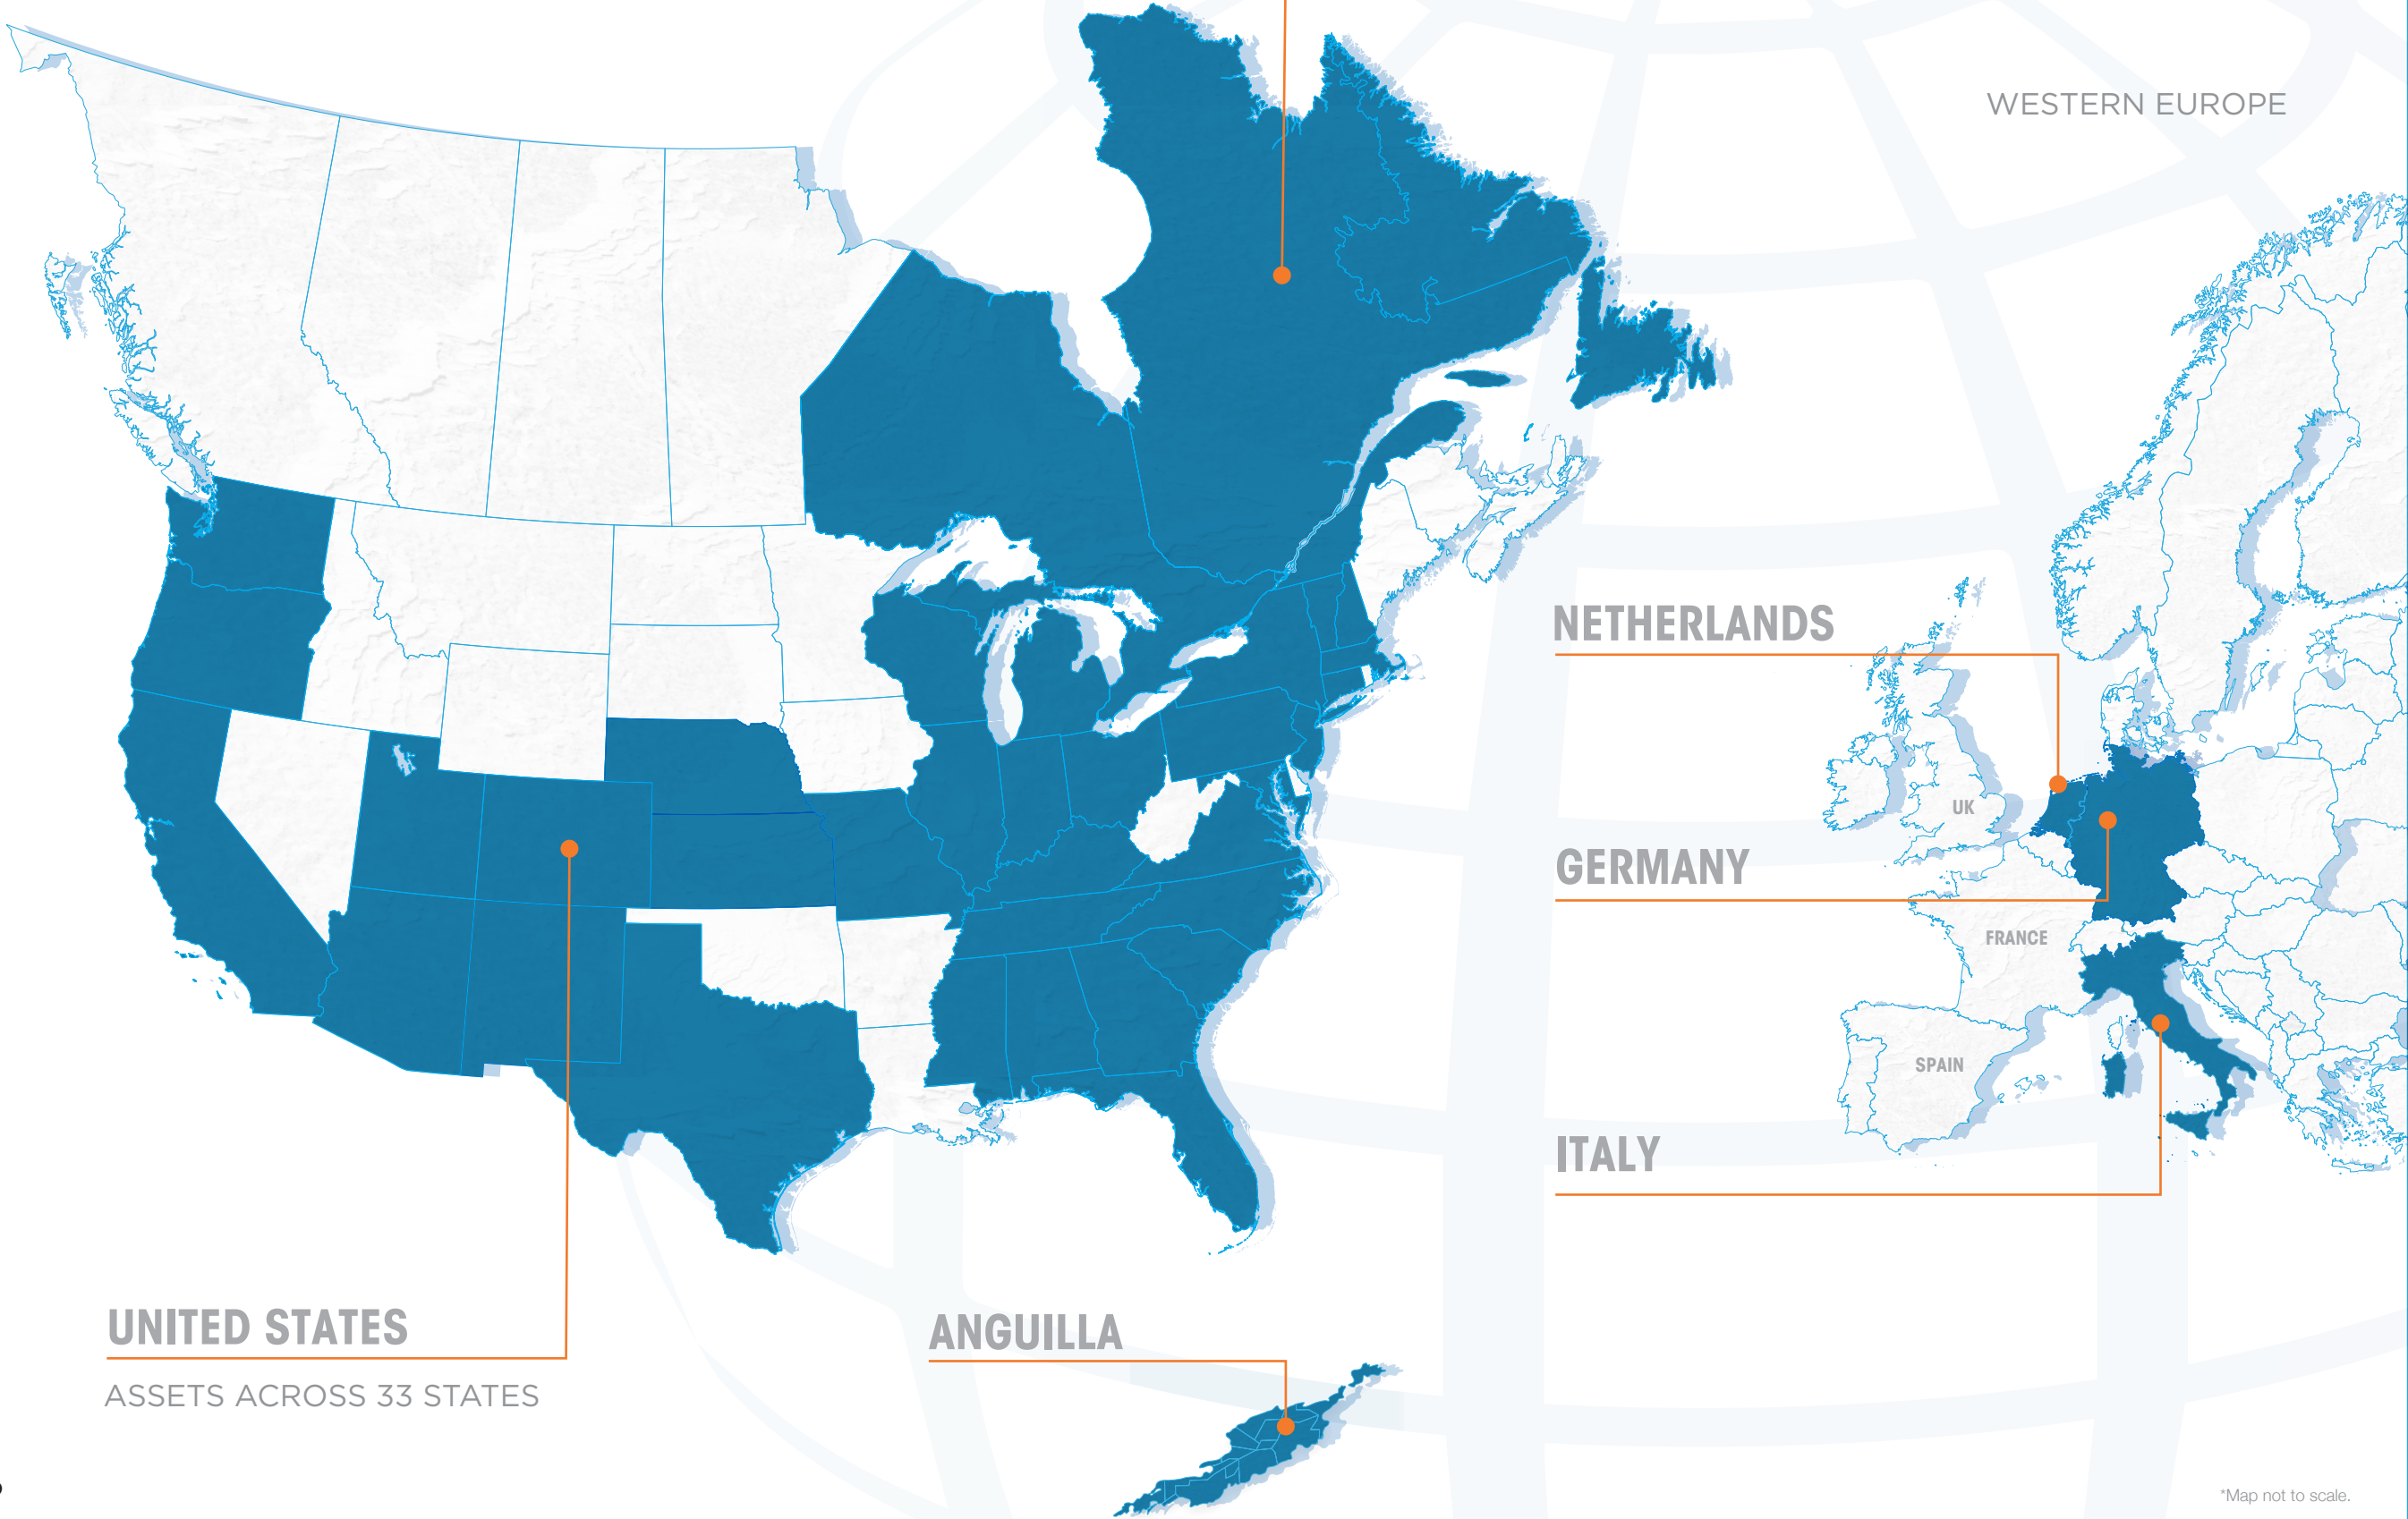 WESTERN EUROPE
NETHERLANDS
UK
GERMANY
FRANCE
SPAIN
ITALY
UNITED STATES
ASSETS ACROSS 33 STATES
ANGUILLA
*Map not to scale.